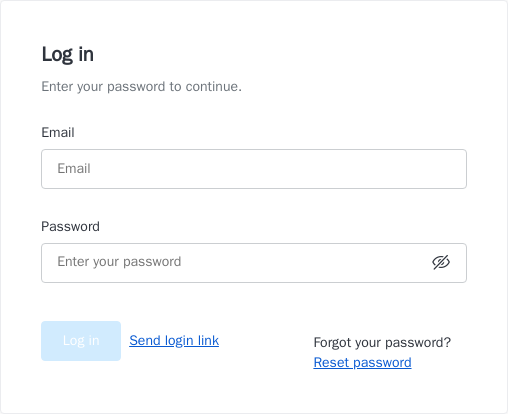 Log in
Enter your password to continue.
Email
Email
Password
Enter your password
Log in
Send login link
Forgot your password?
Reset password